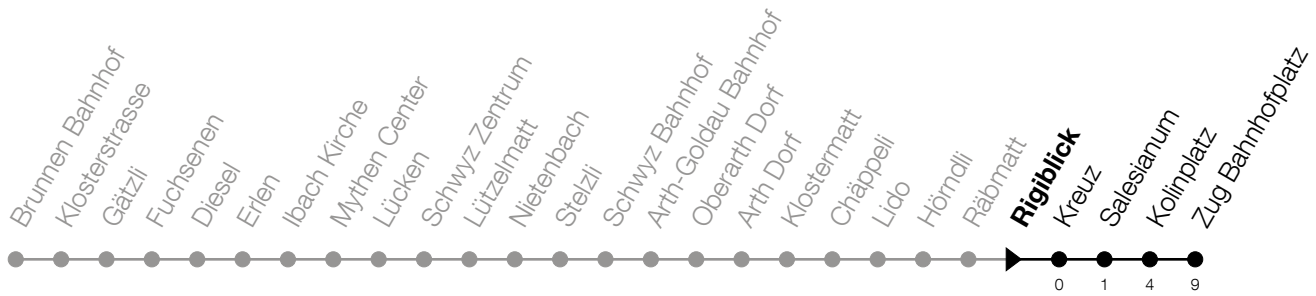 Brunnen Bahnhof
Klosterstrasse
Gätzli
Fuchsenen
Diesel
Erlen
Ibach Kirche
Mythen Center
Lücken
Schwyz Zentrum
Lützelmatt
Nietenbach
Stelzli
Schwyz Bahnhof
Arth-Goldau Bahnhof
Oberarth Dorf
Arth Dorf
Klostermatt
Chäppeli
Lido
Hörndli
Räbmatt
Rigiblick
Kreuz
Salesianum
Kolinplatz
Zug Bahnhofplatz
0 1 4 9